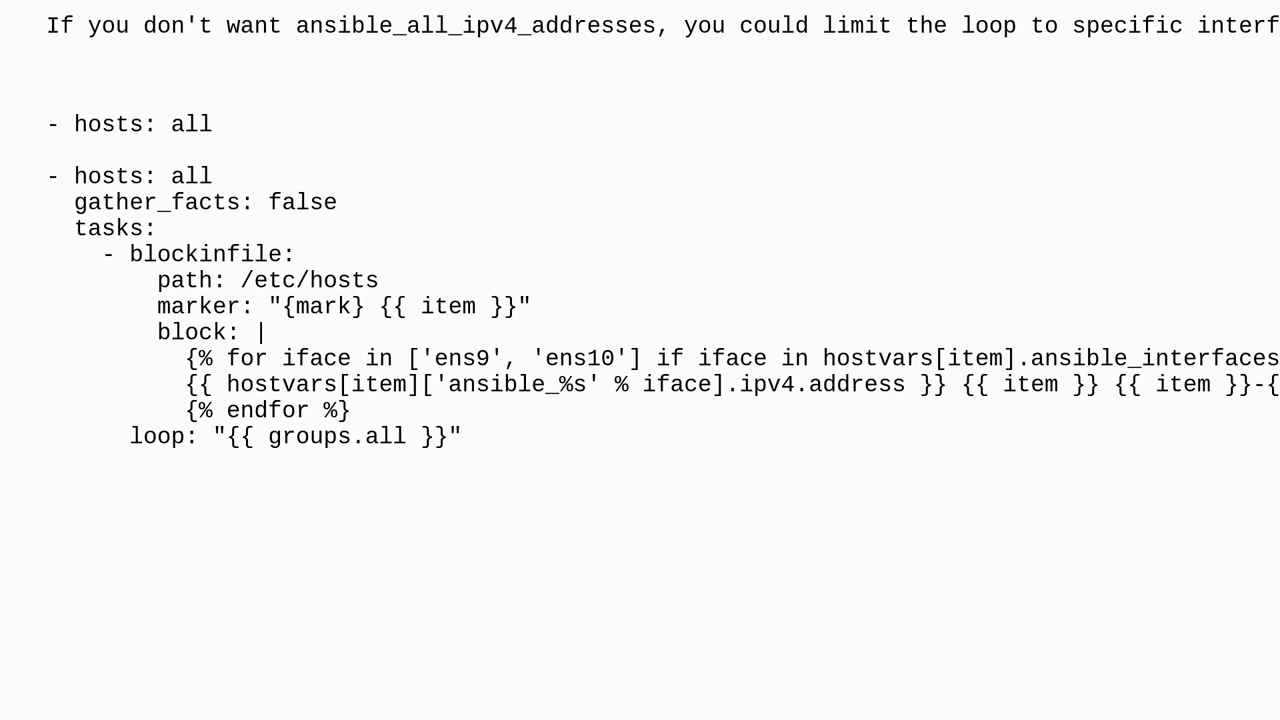 If you don't want ansible_all_ipv4_addresses, you could limit the loop to specific interf
- hosts: all
- hosts: all
  gather_facts: false
  tasks:
    - blockinfile:
        path: /etc/hosts
        marker: "{mark} {{ item }}"
        block: |
          {% for iface in ['ens9', 'ens10'] if iface in hostvars[item].ansible_interfaces
          {{ hostvars[item]['ansible_%s' % iface].ipv4.address }} {{ item }} {{ item }}-{
          {% endfor %}
      loop: "{{ groups.all }}"